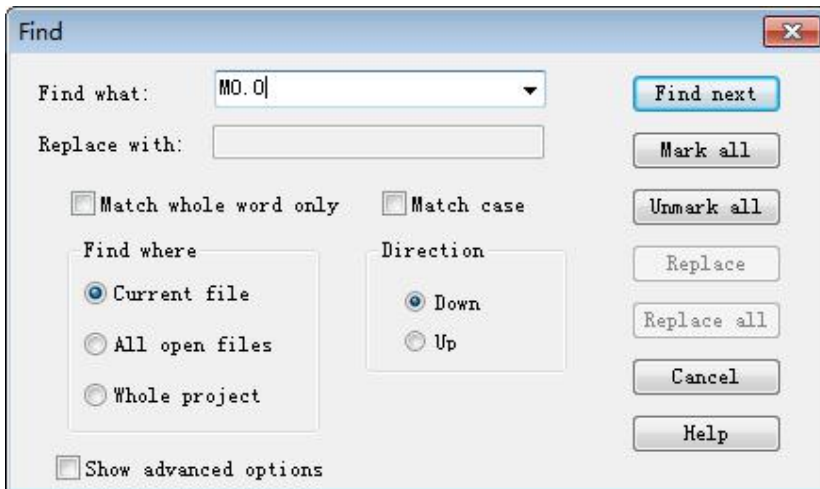 Find
Find what: M0.0
Find next
Replace with:
Mark all
Match whole word only
Match case
Unmark all
Find where
Direction
Replace
Current file
Down
Replace all
All open files
Up
Whole project
Cancel
Help
Show advanced options